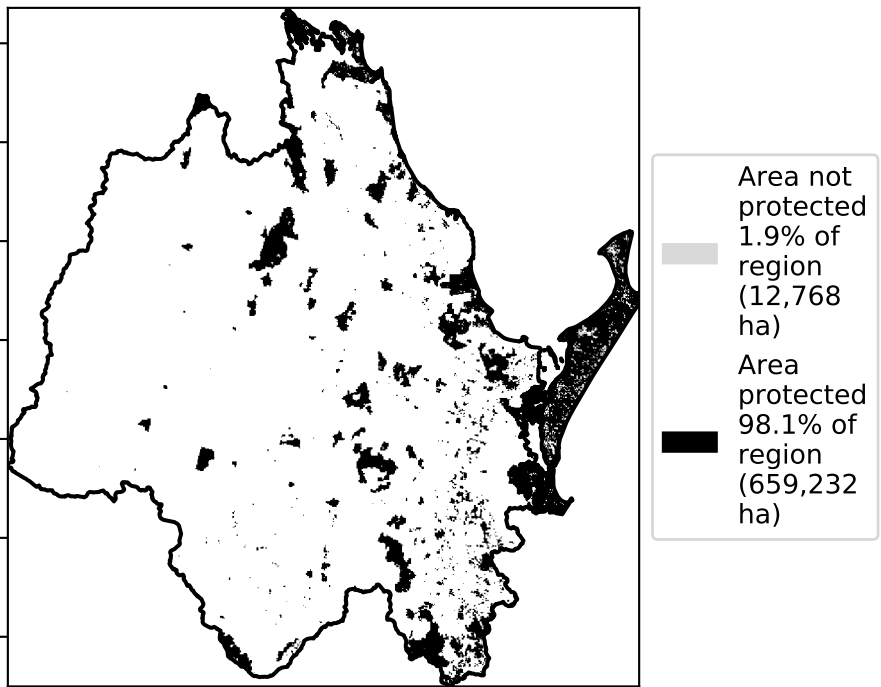 Area not
protected
1.9% of
region
(12,768
ha)
Area
protected
98.1% of
region
(659,232
ha)